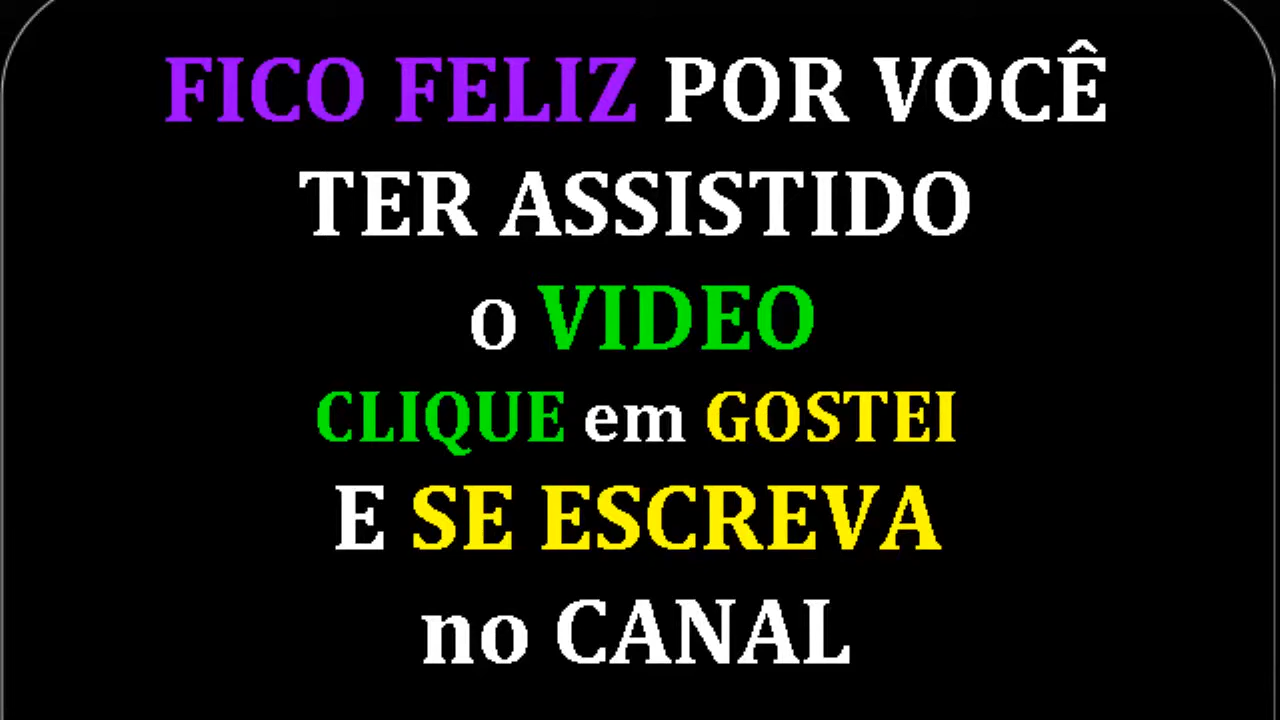 FICO FELIZ POR VOCÊ
TER ASSISTIDO
O VIDEO
CLIQUE em GOSTEI
E SE ESCREVA
no CANAL